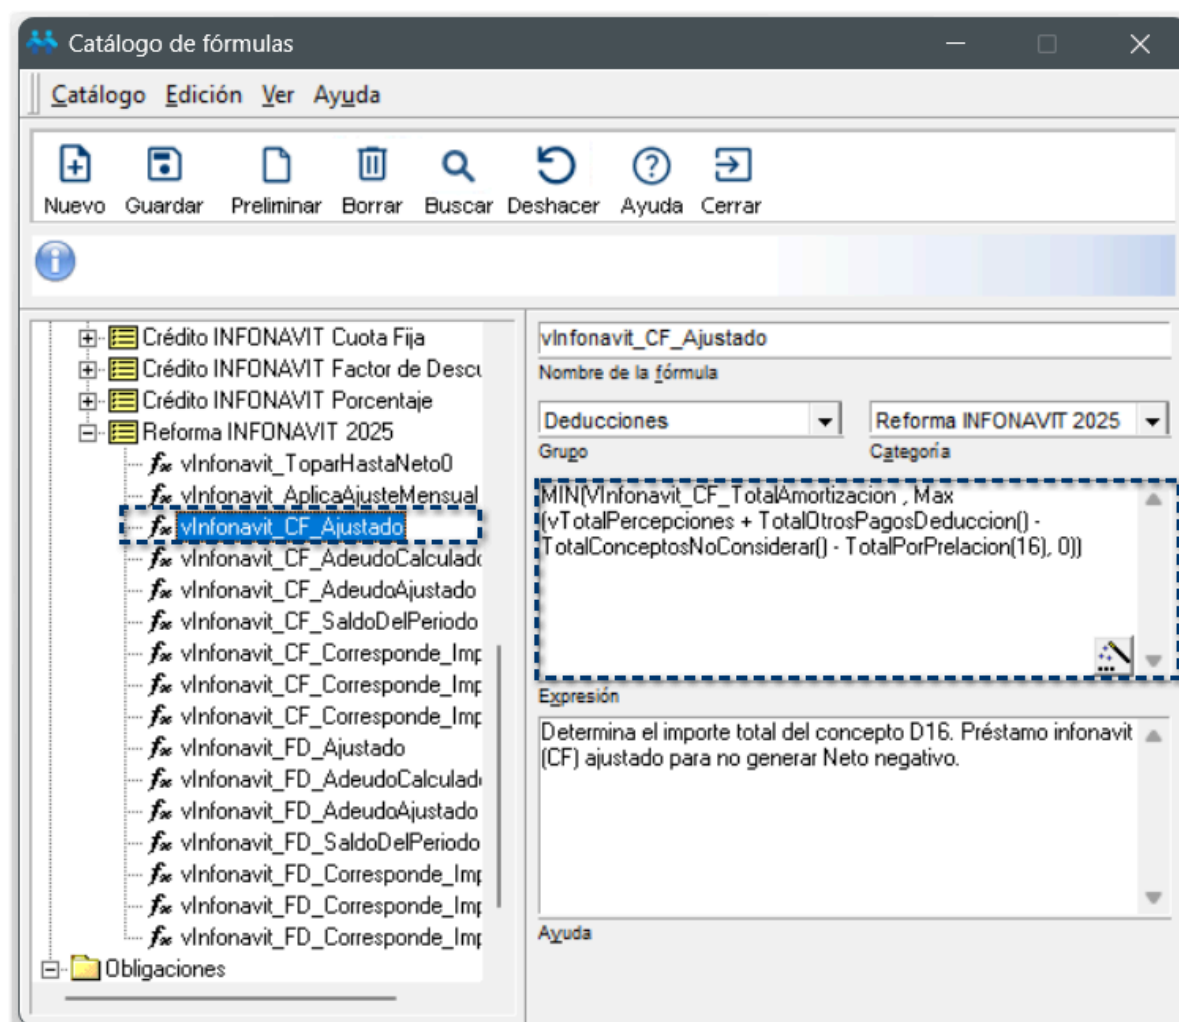 Catálogo de fórmulas
Catálogo Edición Ver Ayuda
Nuevo Guardar Preliminar Borrar Buscar Deshacer Ayuda Cerrar
Crédito INFONAVIT Cuota Fija
Crédito INFONAVIT Factor de Descu
Crédito INFONAVIT Porcentaje
Reforma INFONAVIT 2025
vInfonavit_ToparHastaNeto0
vInfonavit_AplicaAjusteMensual
vInfonavit_CF_Ajustado
vInfonavit_CF_AdeudoCalculado
vInfonavit_CF_AdeudoAjustado
vInfonavit_CF_SaldoDelPeriodo
vInfonavit_CF_Corresponde_Imp
vInfonavit_CF_Corresponde_Imp
vInfonavit_CF_Corresponde_Imp
vInfonavit_FD_Ajustado
vInfonavit_FD_AdeudoCalculado
vInfonavit_FD_AdeudoAjustado
vInfonavit_FD_SaldoDelPeriodo
vInfonavit_FD_Corresponde_Imp
vInfonavit_FD_Corresponde_Imp
vInfonavit_FD_Corresponde_Imp
Obligaciones
vInfonavit_CF_Ajustado
Nombre de la fórmula
Deducciones Reforma INFONAVIT 2025
Grupo Categoría
MIN(VInfonavit_CF_TotalAmortizacion , Max
(vTotalPercepciones + TotalOtrosPagosDeduccion() -
TotalConceptosNoConsiderar() - TotalPorPrelacion(16), 0))
Expresión
Determina el importe total del concepto D16. Préstamo infonavit
(CF) ajustado para no generar Neto negativo.
Ayuda